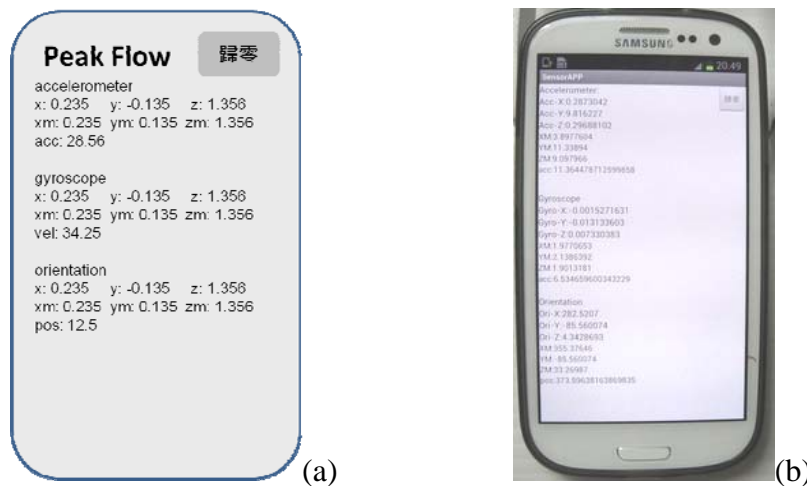 Peak Flow
歸零
accelerometer
x: 0.235 y: -0.135 z: 1.356
xm: 0.235 ym: 0.135 zm: 1.356
acc: 28.56
gyroscope
x: 0.235 y: -0.135 z: 1.356
xm: 0.235 ym: 0.135 zm: 1.356
vel: 34.25
orientation
x: 0.235 y: -0.135 z: 1.356
xm: 0.235 ym: 0.135 zm: 1.356
pos: 12.5
(a)
SAMSUNG
20:49
SensorAPP
Accelerometer:
Acc-X:0.2873042
Acc-Y:9.816227
Acc-Z:0.29688102
XM:3.8977604
YM:11.33894
ZM:9.097966
acc:11.364478712599858
Gyroscope
Gyro-X:-0.0015271631
Gyro-Y:-0.013133603
Gyro-Z:0.007330383
XM:1.9770653
YM:2.1386392
ZM:1.9013181
acc:6.534659600343229
Orientation
Ori-X:282.5207
Ori-Y:-85.560074
Ori-Z:4.3428693
XM:355.37646
YM:-85.560074
ZM:33.26987
pos:373.89638163869835
(b)